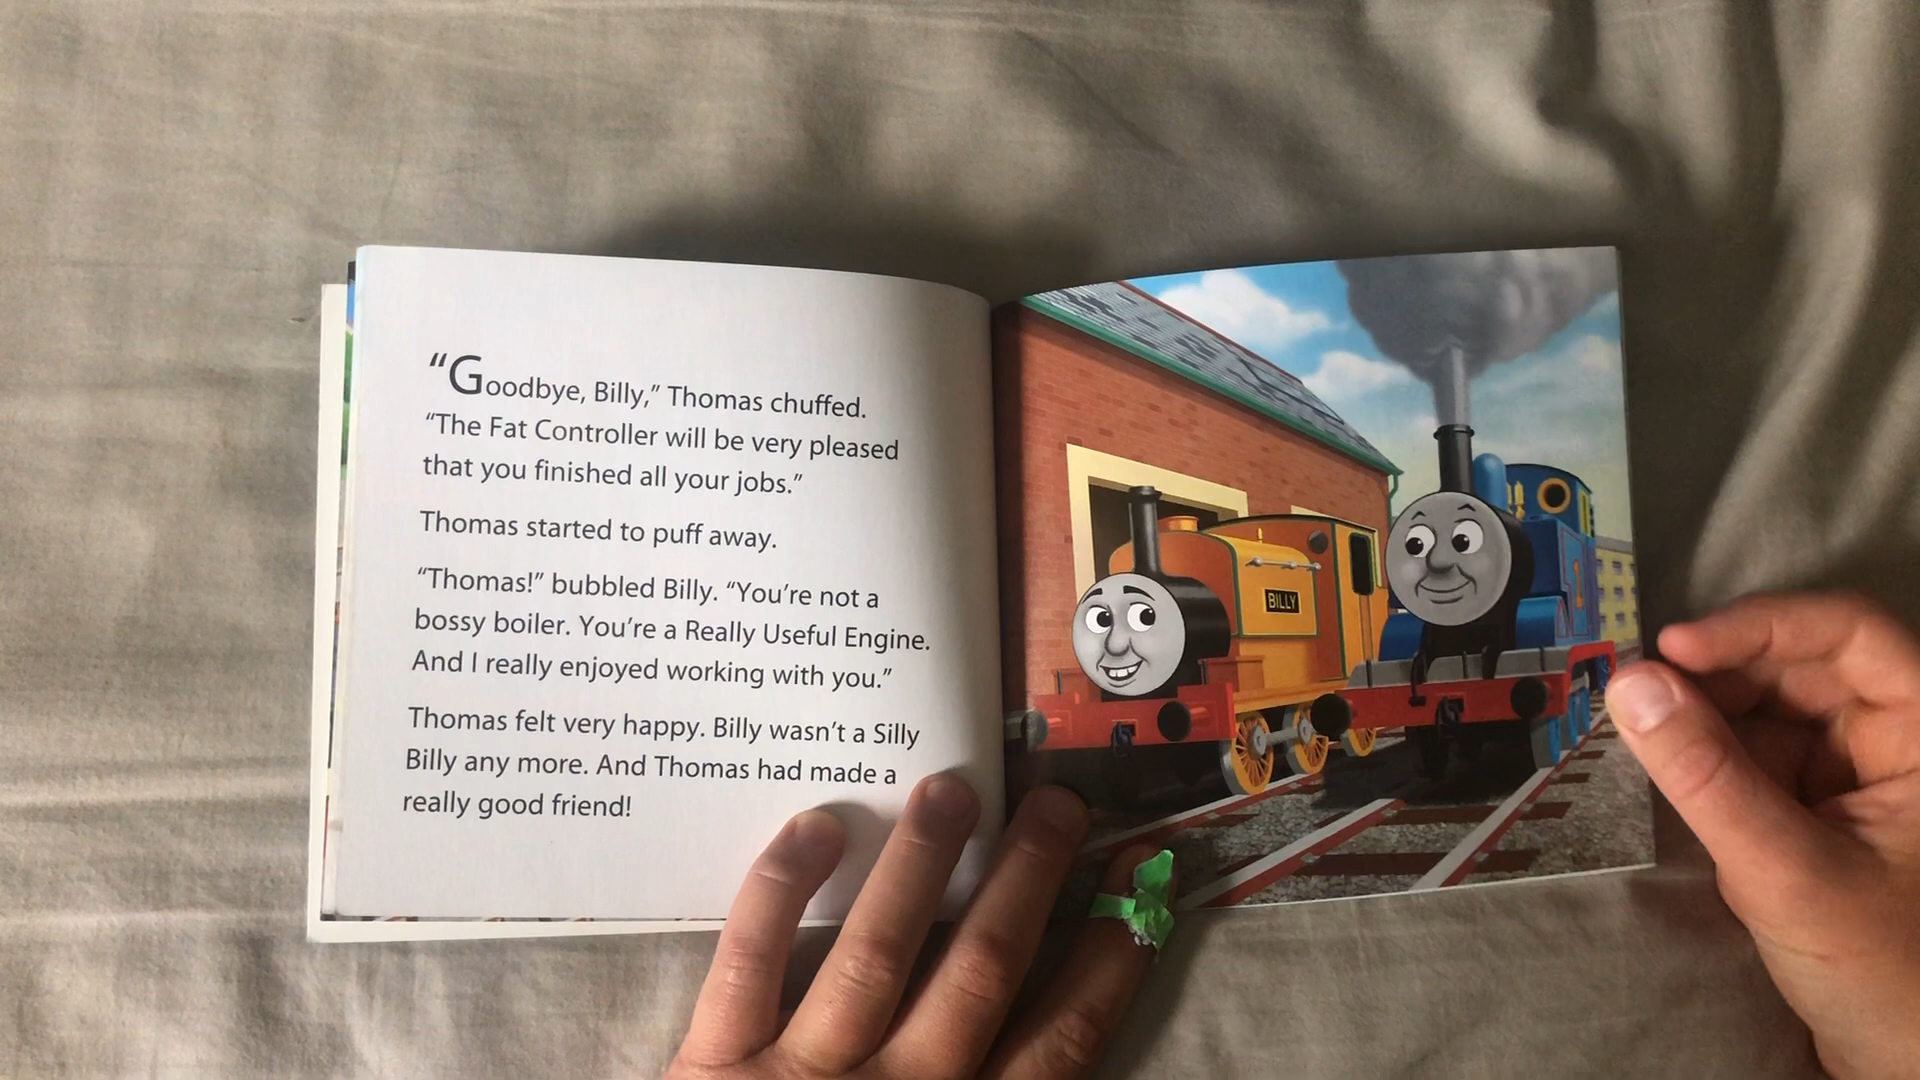 “Goodbye, Billy,” Thomas chuffed.
“The Fat Controller will be very pleased
that you finished all your jobs.”
Thomas started to puff away.
“Thomas!” bubbled Billy. “You’re not a
bossy boiler. You’re a Really Useful Engine.
And I really enjoyed working with you.”
Thomas felt very happy. Billy wasn’t a Silly
Billy any more. And Thomas had made a
really good friend!
BILLY
1